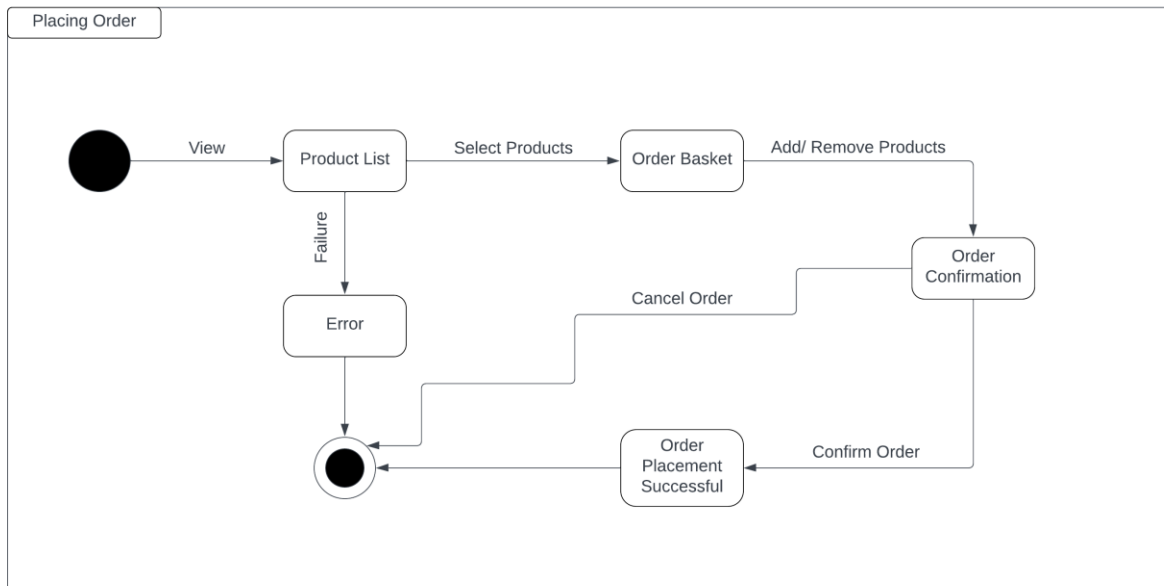 Placing Order
View
Product List
Select Products
Order Basket
Add/ Remove Products
Failure
Order
Confirmation
Cancel Order
Error
Order
Placement
Successful
Confirm Order